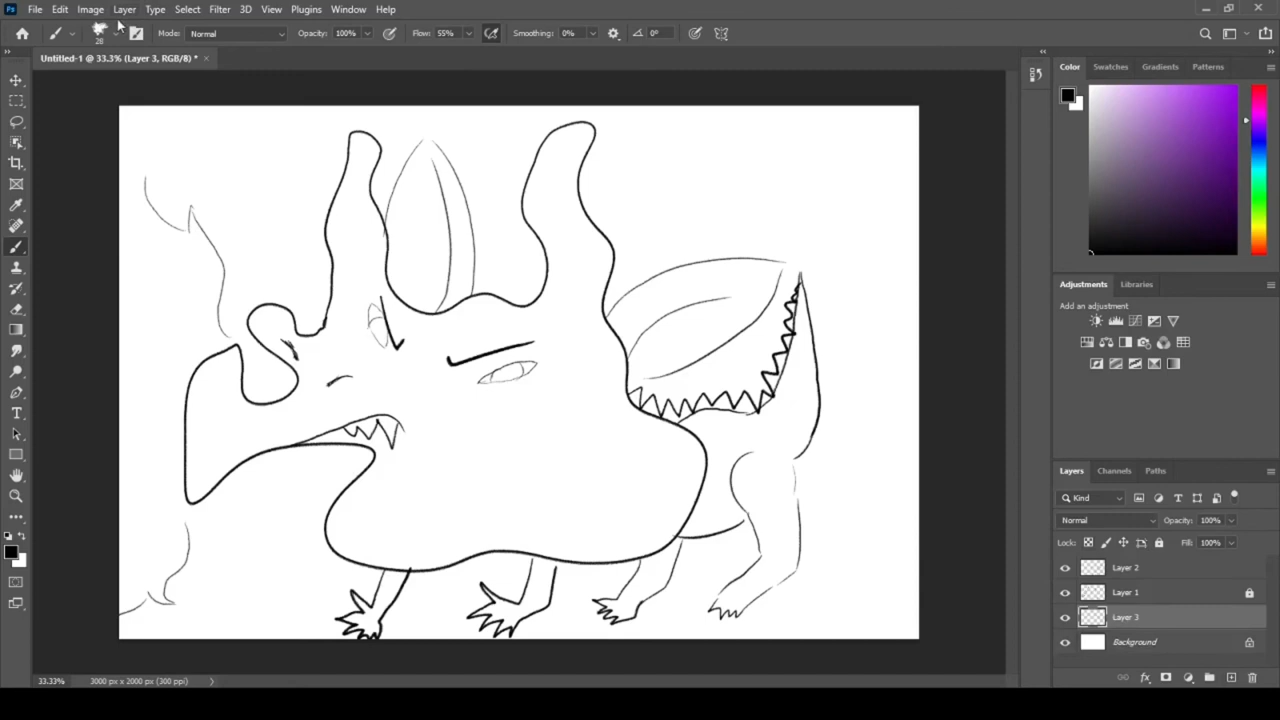 Ps File Edit Image Layer Type Select Filter 3D View Plugins Window Help
28 Mode: Normal Opacity: 100% Flow: 55% Smoothing: 0% 0°
Untitled-1 @ 33.3% (Layer 3, RGB/8) * ×
Color Swatches Gradients Patterns
Adjustments Libraries
Add an adjustment
Layers Channels Paths
Kind
Normal Opacity: 100%
Lock: Fill: 100%
Layer 2
Layer 1
Layer 3
Background
33.33% 3000 px x 2000 px (300 ppi)